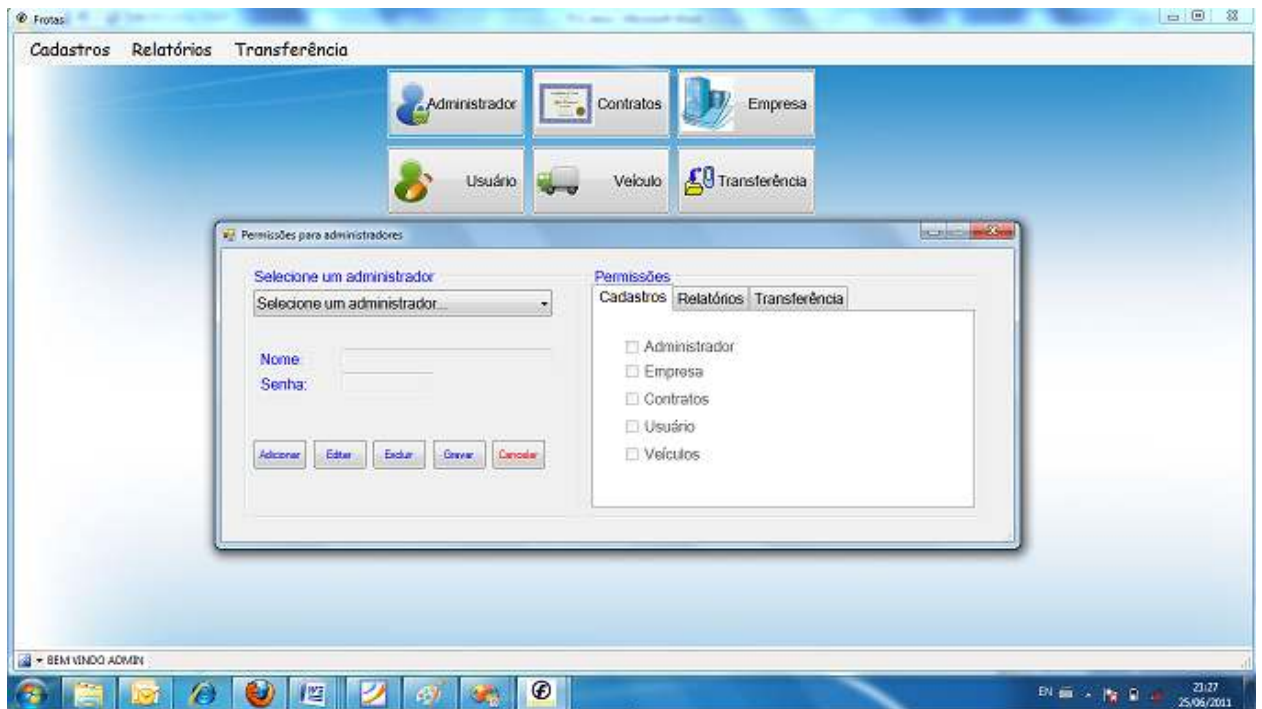 Frotas
Cadastros Relatórios Transferência
Administrador Contratos Empresa
Usuário Veículo Transferência
Permissões para administradores
Selecione um administrador
Selecione um administrador...
Nome
Senha:
Adicionar Editar Excluir Gravar Cancelar
Permissões
Cadastros Relatórios Transferência
Administrador
Empresa
Contratos
Usuário
Veículos
BEM VINDO ADMIN
EN
23:27
25/06/2011